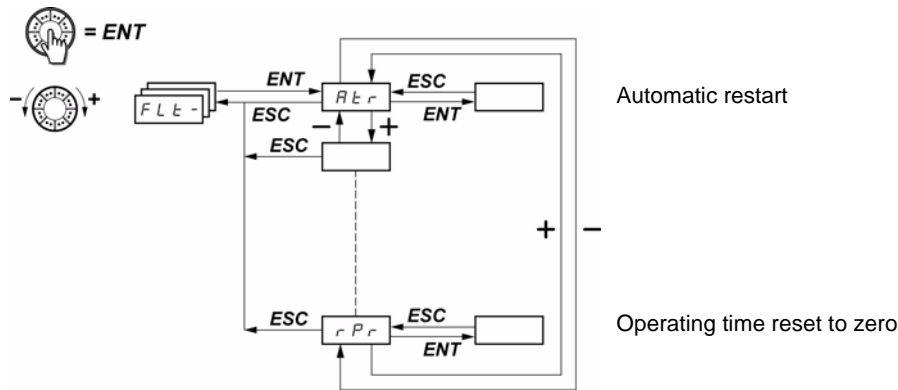 = ENT
- +
FLt-
ENT
ESC
Atr
ESC
ENT
Automatic restart
- +
ESC
+ -
ESC
rPr
ESC
ENT
Operating time reset to zero